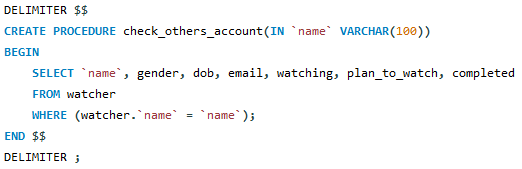 DELIMITER $$
CREATE PROCEDURE check_others_account(IN `name` VARCHAR(100))
BEGIN
    SELECT `name`, gender, dob, email, watching, plan_to_watch, completed
    FROM watcher
    WHERE (watcher.`name` = `name`);
END $$
DELIMITER ;